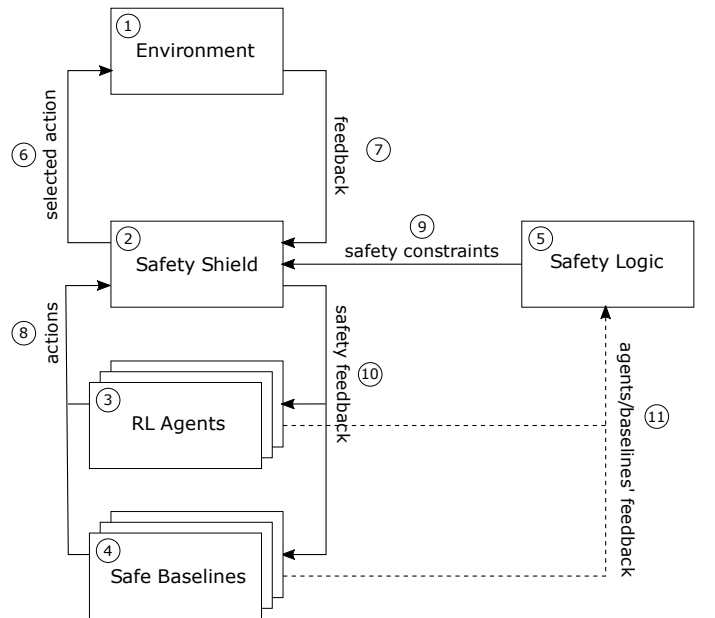 1
Environment
6
selected action
feedback
7
2
Safety Shield
9
safety constraints
5
Safety Logic
8
actions
safety feedback
10
3
RL Agents
agents/baselines' feedback
11
4
Safe Baselines